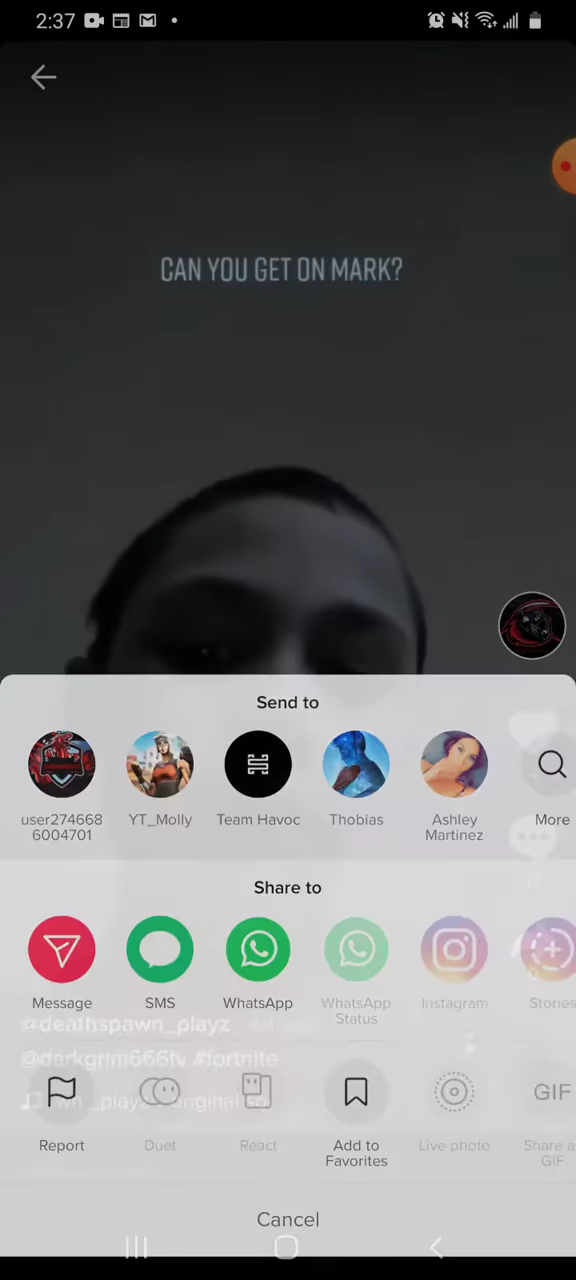 2:37
CAN YOU GET ON MARK?
Send to
user274668
6004701
YT_Molly
Team Havoc
Thobias
Ashley
Martinez
More
Share to
Message
SMS
WhatsApp
WhatsApp
Status
Instagram
Stories
@deathspawn_playz
@darkgrim666tv #fortnite
GIF
Report
Duet
React
Add to
Favorites
Live photo
Share a
GIF
Cancel